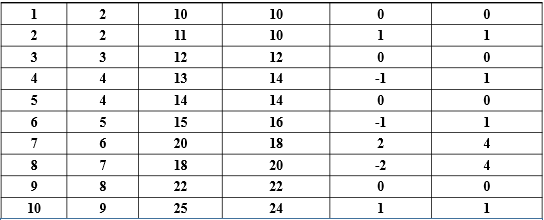 1 2 10 10 0 0
2 2 11 10 1 1
3 3 12 12 0 0
4 4 13 14 -1 1
5 4 14 14 0 0
6 5 15 16 -1 1
7 6 20 18 2 4
8 7 18 20 -2 4
9 8 22 22 0 0
10 9 25 24 1 1